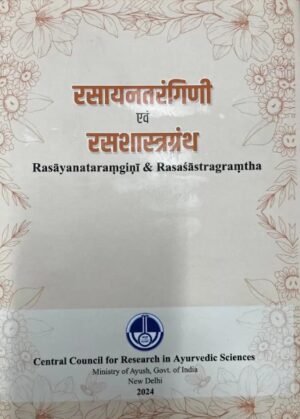 रसायनतरंगिणी
एवं
रसशास्त्रग्रंथ
Rasāyanataraṃgiṇī & Rasaśāstragraṃtha
Central Council for Research in Ayurvedic Sciences
Ministry of Ayush, Govt. of India
New Delhi
2024